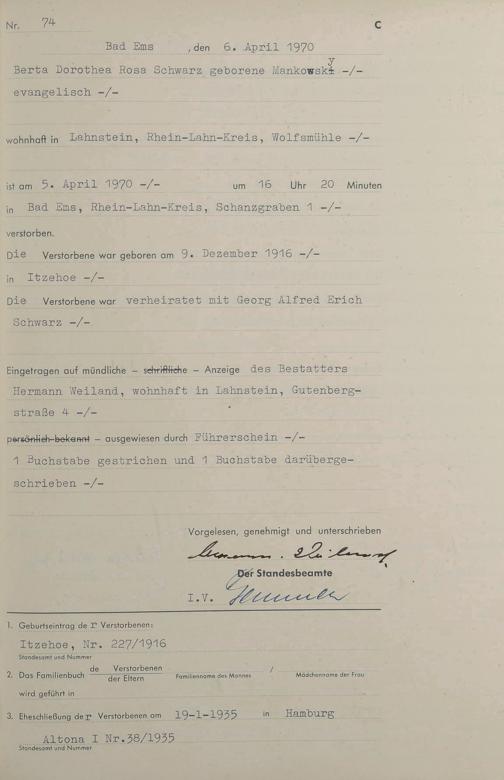 Nr. 74 C
Bad Ems , den 6. April 1970
Berta Dorothea Rosa Schwarz geborene Mankowsky -/-
evangelisch -/-
wohnhaft in Lahnstein, Rhein-Lahn-Kreis, Wolfsmühle -/-
ist am 5. April 1970 -/- um 16 Uhr 20 Minuten
in Bad Ems, Rhein-Lahn-Kreis, Schanzgraben 1 -/-
verstorben.
Die Verstorbene war geboren am 9. Dezember 1916 -/-
in Itzehoe -/-
Die Verstorbene war verheiratet mit Georg Alfred Erich
Schwarz -/-
Eingetragen auf mündliche – schriftliche – Anzeige des Bestatters
Hermann Weiland, wohnhaft in Lahnstein, Gutenberg-
straße 4 -/-
persönlich bekannt – ausgewiesen durch Führerschein -/-
1 Buchstabe gestrichen und 1 Buchstabe darüberge-
schrieben -/-
Vorgelesen, genehmigt und unterschrieben
Der Standesbeamte
I.V.
1. Geburtseintrag der Verstorbenen:
Itzehoe, Nr. 227/1916
Standesamt und Nummer
2. Das Familienbuch de Verstorbenen / der Eltern /
Familienname des Mannes Mädchenname der Frau
wird geführt in
3. Eheschließung der Verstorbenen am 19-1-1935 in Hamburg
Altona I Nr.38/1935
Standesamt und Nummer